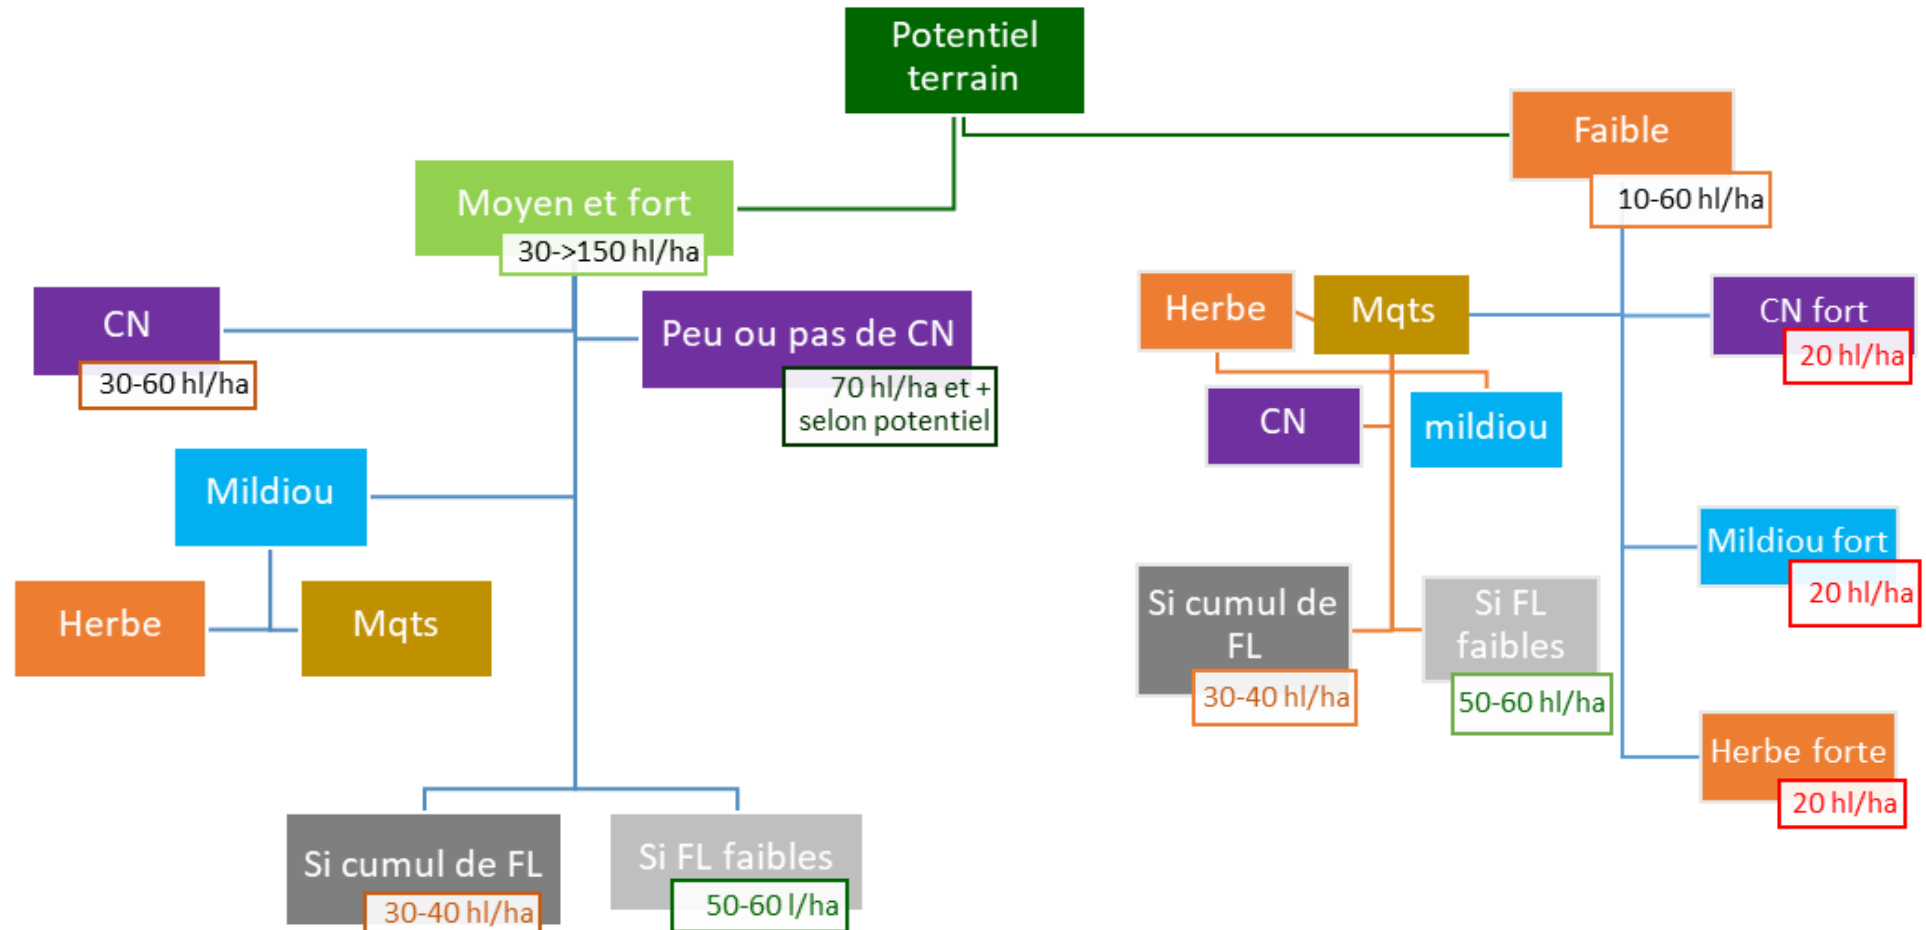 Potentiel
terrain
Faible
10-60 hl/ha
Moyen et fort
30->150 hl/ha
CN
30-60 hl/ha
Peu ou pas de CN
70 hl/ha et +
selon potentiel
Mildiou
Herbe
Mqts
Si cumul de FL
30-40 hl/ha
Si FL faibles
50-60 l/ha
Herbe
Mqts
CN
mildiou
Si cumul de
FL
30-40 hl/ha
Si FL
faibles
50-60 hl/ha
CN fort
20 hl/ha
Mildiou fort
20 hl/ha
Herbe forte
20 hl/ha